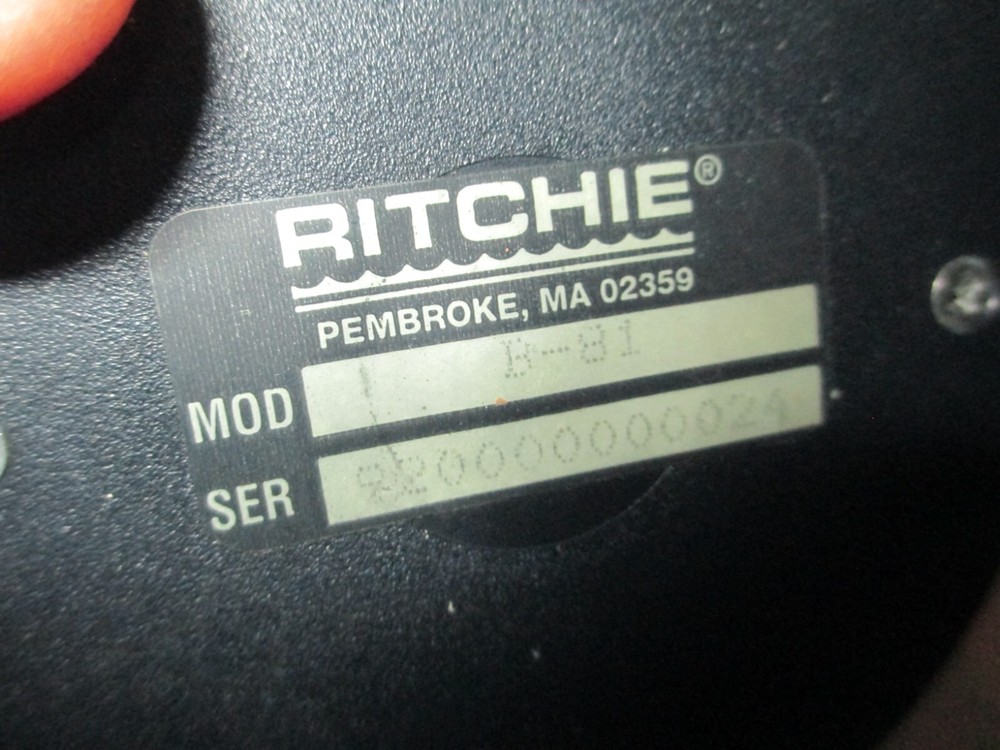 RITCHIE®
PEMBROKE, MA 02359
MOD B-81
SER